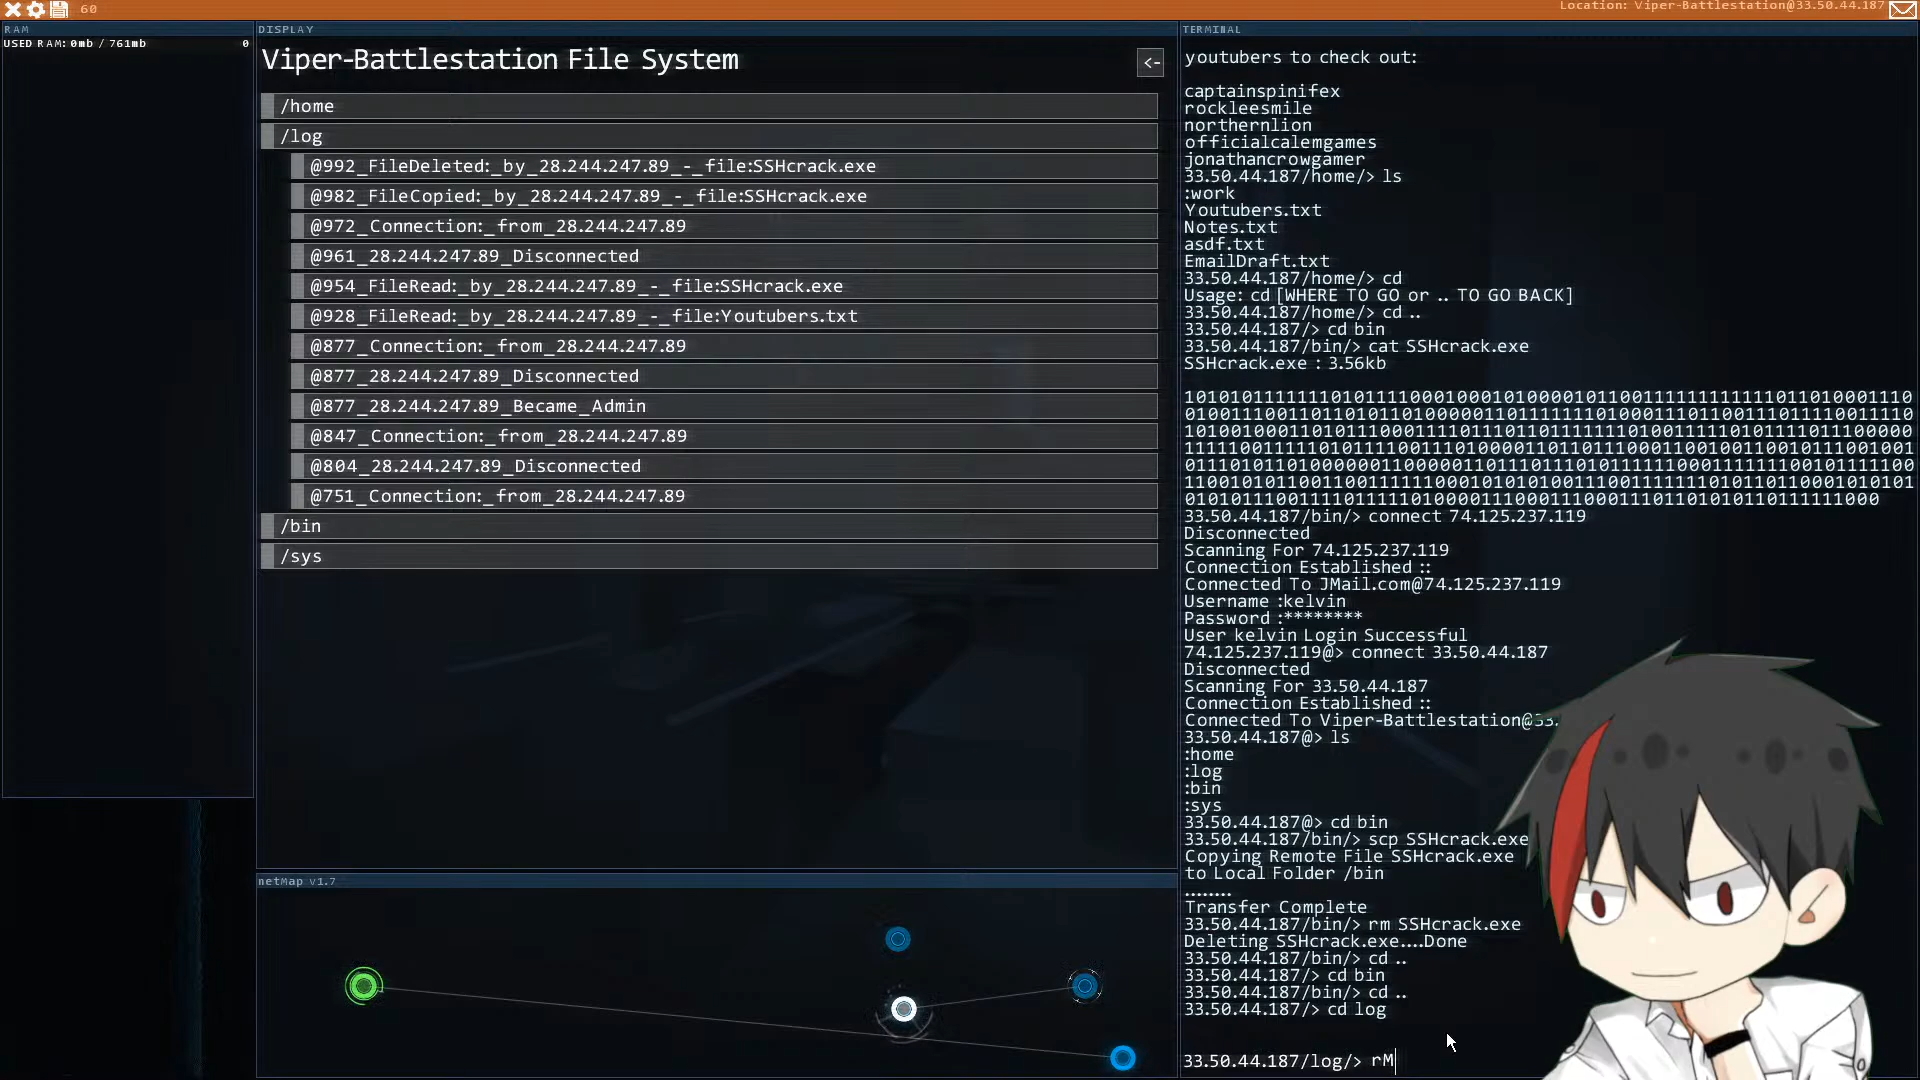 60
Location: Viper-Battlestation@33.50.44.187
RAM
USED RAM: 0mb / 761mb
0
DISPLAY
Viper-Battlestation File System
<-
/home
/log
@992_FileDeleted:_by_28.244.247.89_-_file:SSHcrack.exe
@982_FileCopied:_by_28.244.247.89_-_file:SSHcrack.exe
@972_Connection:_from_28.244.247.89
@961_28.244.247.89_Disconnected
@954_FileRead:_by_28.244.247.89_-_file:SSHcrack.exe
@928_FileRead:_by_28.244.247.89_-_file:Youtubers.txt
@877_Connection:_from_28.244.247.89
@877_28.244.247.89_Disconnected
@877_28.244.247.89_Became_Admin
@847_Connection:_from_28.244.247.89
@804_28.244.247.89_Disconnected
@751_Connection:_from_28.244.247.89
/bin
/sys
netMap v1.7
TERMINAL
youtubers to check out:
captainspinifex
rockleesmile
northernlion
officialcalemgames
jonathancrowgamer
33.50.44.187/home/> ls
:work
Youtubers.txt
Notes.txt
asdf.txt
EmailDraft.txt
33.50.44.187/home/> cd
Usage: cd [WHERE TO GO or .. TO GO BACK]
33.50.44.187/home/> cd ..
33.50.44.187/> cd bin
33.50.44.187/bin/> cat SSHcrack.exe
SSHcrack.exe : 3.56kb
33.50.44.187/bin/> connect 74.125.237.119
Disconnected
Scanning For 74.125.237.119
Connection Established ::
Connected To JMail.com@74.125.237.119
Username :kelvin
Password :********
User kelvin Login Successful
74.125.237.119@> connect 33.50.44.187
Disconnected
Scanning For 33.50.44.187
Connection Established ::
Connected To Viper-Battlestation@33.
33.50.44.187@> ls
:home
:log
:bin
:sys
33.50.44.187@> cd bin
33.50.44.187/bin/> scp SSHcrack.exe
Copying Remote File SSHcrack.exe
to Local Folder /bin
........
Transfer Complete
33.50.44.187/bin/> rm SSHcrack.exe
Deleting SSHcrack.exe....Done
33.50.44.187/bin/> cd ..
33.50.44.187/> cd bin
33.50.44.187/bin/> cd ..
33.50.44.187/> cd log
33.50.44.187/log/> rM